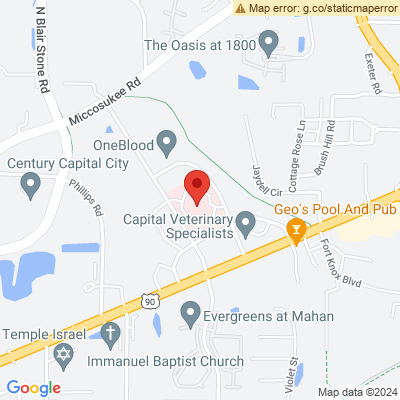 Map error: g.co/staticmaperror
N Blair Stone Rd
The Oasis at 1800
Exeter Rd
Miccosukee Rd
OneBlood
Century Capital City
Jaydell Cir
Cottage Rose Ln
Brush Hill Rd
Phillips Rd
Geo's Pool And Pub
Capital Veterinary
Specialists
Fort Knox Blvd
90
Evergreens at Mahan
Temple Israel
Immanuel Baptist Church
Violet St
Google
Map data ©2024